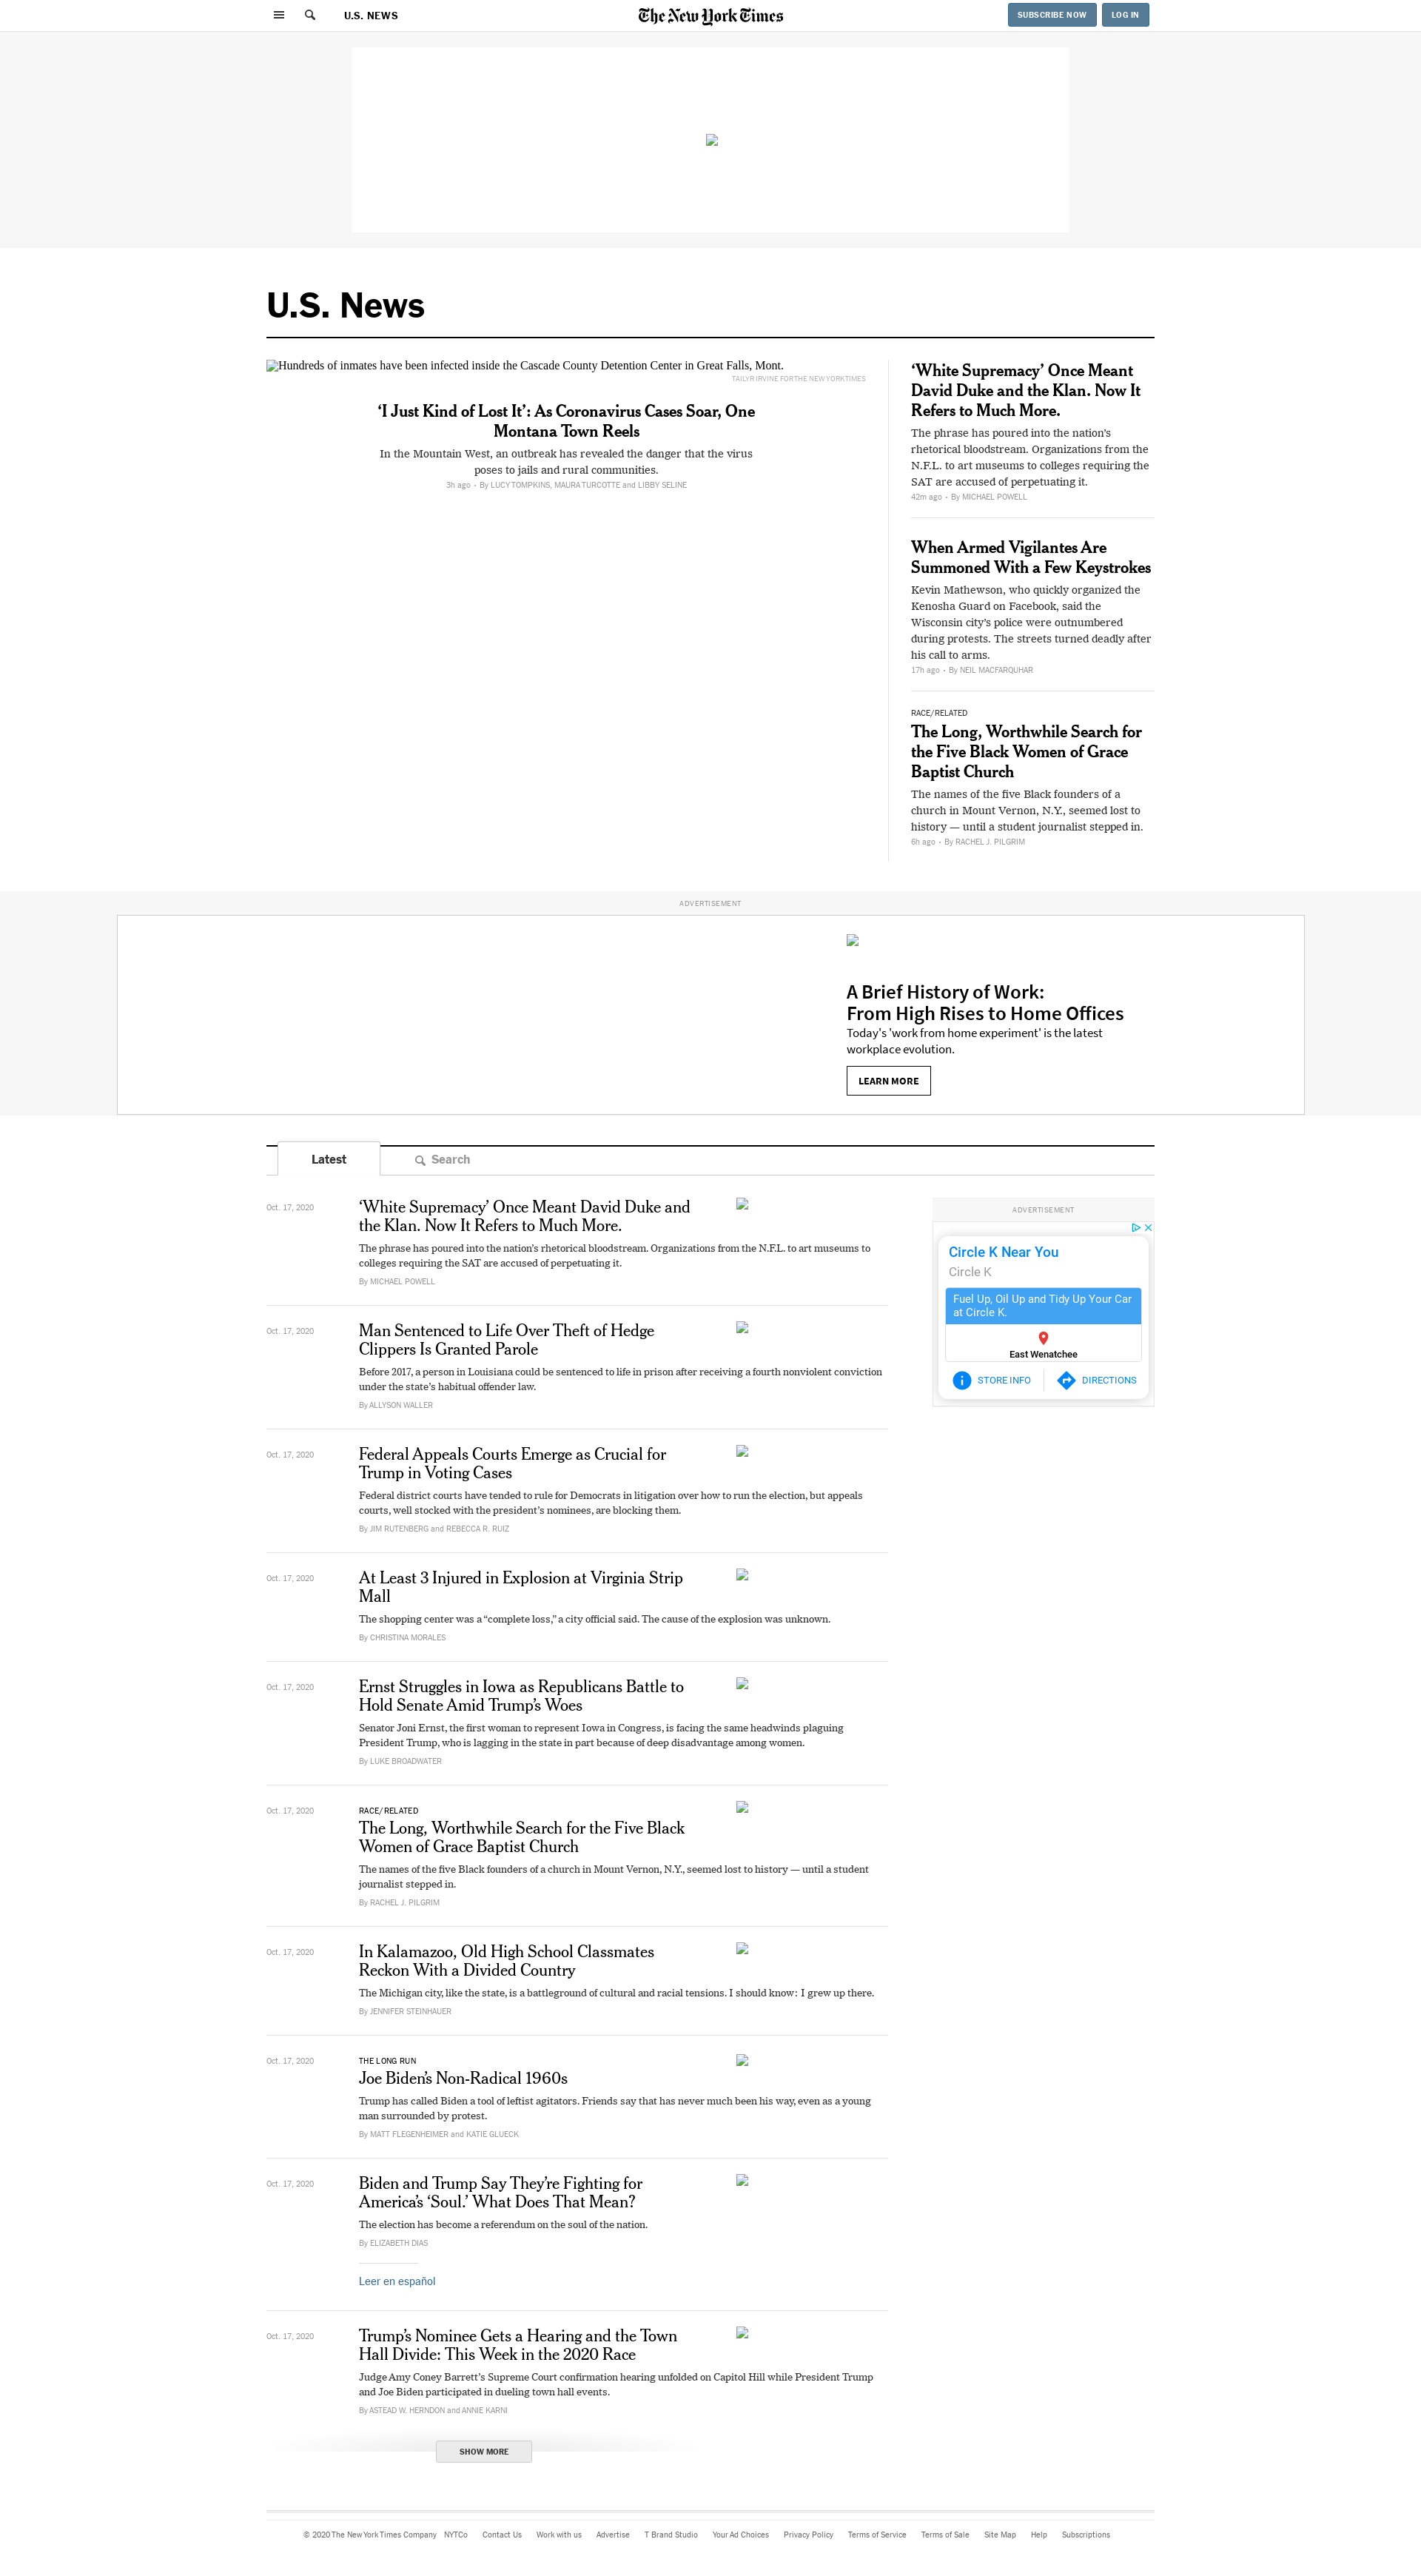 U.S. NEWS
The New York Times
SUBSCRIBE NOW
LOG IN
U.S. News
Hundreds of inmates have been infected inside the Cascade County Detention Center in Great Falls, Mont.
TAILYR IRVINE FOR THE NEW YORK TIMES
‘I Just Kind of Lost It’: As Coronavirus Cases Soar, One
Montana Town Reels
In the Mountain West, an outbreak has revealed the danger that the virus
poses to jails and rural communities.
3h ago • By LUCY TOMPKINS, MAURA TURCOTTE and LIBBY SELINE
‘White Supremacy’ Once Meant
David Duke and the Klan. Now It
Refers to Much More.
The phrase has poured into the nation’s
rhetorical bloodstream. Organizations from the
N.F.L. to art museums to colleges requiring the
SAT are accused of perpetuating it.
42m ago • By MICHAEL POWELL
When Armed Vigilantes Are
Summoned With a Few Keystrokes
Kevin Mathewson, who quickly organized the
Kenosha Guard on Facebook, said the
Wisconsin city’s police were outnumbered
during protests. The streets turned deadly after
his call to arms.
17h ago • By NEIL MACFARQUHAR
RACE/RELATED
The Long, Worthwhile Search for
the Five Black Women of Grace
Baptist Church
The names of the five Black founders of a
church in Mount Vernon, N.Y., seemed lost to
history — until a student journalist stepped in.
6h ago • By RACHEL J. PILGRIM
ADVERTISEMENT
A Brief History of Work:
From High Rises to Home Offices
Today's 'work from home experiment' is the latest
workplace evolution.
LEARN MORE
Latest
Search
Oct. 17, 2020
‘White Supremacy’ Once Meant David Duke and
the Klan. Now It Refers to Much More.
The phrase has poured into the nation’s rhetorical bloodstream. Organizations from the N.F.L. to art museums to
colleges requiring the SAT are accused of perpetuating it.
By MICHAEL POWELL
ADVERTISEMENT
Circle K Near You
Circle K
Fuel Up, Oil Up and Tidy Up Your Car
at Circle K.
East Wenatchee
STORE INFO
DIRECTIONS
Oct. 17, 2020
Man Sentenced to Life Over Theft of Hedge
Clippers Is Granted Parole
Before 2017, a person in Louisiana could be sentenced to life in prison after receiving a fourth nonviolent conviction
under the state’s habitual offender law.
By ALLYSON WALLER
Oct. 17, 2020
Federal Appeals Courts Emerge as Crucial for
Trump in Voting Cases
Federal district courts have tended to rule for Democrats in litigation over how to run the election, but appeals
courts, well stocked with the president’s nominees, are blocking them.
By JIM RUTENBERG and REBECCA R. RUIZ
Oct. 17, 2020
At Least 3 Injured in Explosion at Virginia Strip
Mall
The shopping center was a “complete loss,” a city official said. The cause of the explosion was unknown.
By CHRISTINA MORALES
Oct. 17, 2020
Ernst Struggles in Iowa as Republicans Battle to
Hold Senate Amid Trump’s Woes
Senator Joni Ernst, the first woman to represent Iowa in Congress, is facing the same headwinds plaguing
President Trump, who is lagging in the state in part because of deep disadvantage among women.
By LUKE BROADWATER
Oct. 17, 2020
RACE/RELATED
The Long, Worthwhile Search for the Five Black
Women of Grace Baptist Church
The names of the five Black founders of a church in Mount Vernon, N.Y., seemed lost to history — until a student
journalist stepped in.
By RACHEL J. PILGRIM
Oct. 17, 2020
In Kalamazoo, Old High School Classmates
Reckon With a Divided Country
The Michigan city, like the state, is a battleground of cultural and racial tensions. I should know: I grew up there.
By JENNIFER STEINHAUER
Oct. 17, 2020
THE LONG RUN
Joe Biden’s Non-Radical 1960s
Trump has called Biden a tool of leftist agitators. Friends say that has never much been his way, even as a young
man surrounded by protest.
By MATT FLEGENHEIMER and KATIE GLUECK
Oct. 17, 2020
Biden and Trump Say They’re Fighting for
America’s ‘Soul.’ What Does That Mean?
The election has become a referendum on the soul of the nation.
By ELIZABETH DIAS
Leer en español
Oct. 17, 2020
Trump’s Nominee Gets a Hearing and the Town
Hall Divide: This Week in the 2020 Race
Judge Amy Coney Barrett’s Supreme Court confirmation hearing unfolded on Capitol Hill while President Trump
and Joe Biden participated in dueling town hall events.
By ASTEAD W. HERNDON and ANNIE KARNI
SHOW MORE
© 2020 The New York Times Company NYTCo Contact Us Work with us Advertise T Brand Studio Your Ad Choices Privacy Policy Terms of Service Terms of Sale Site Map Help Subscriptions